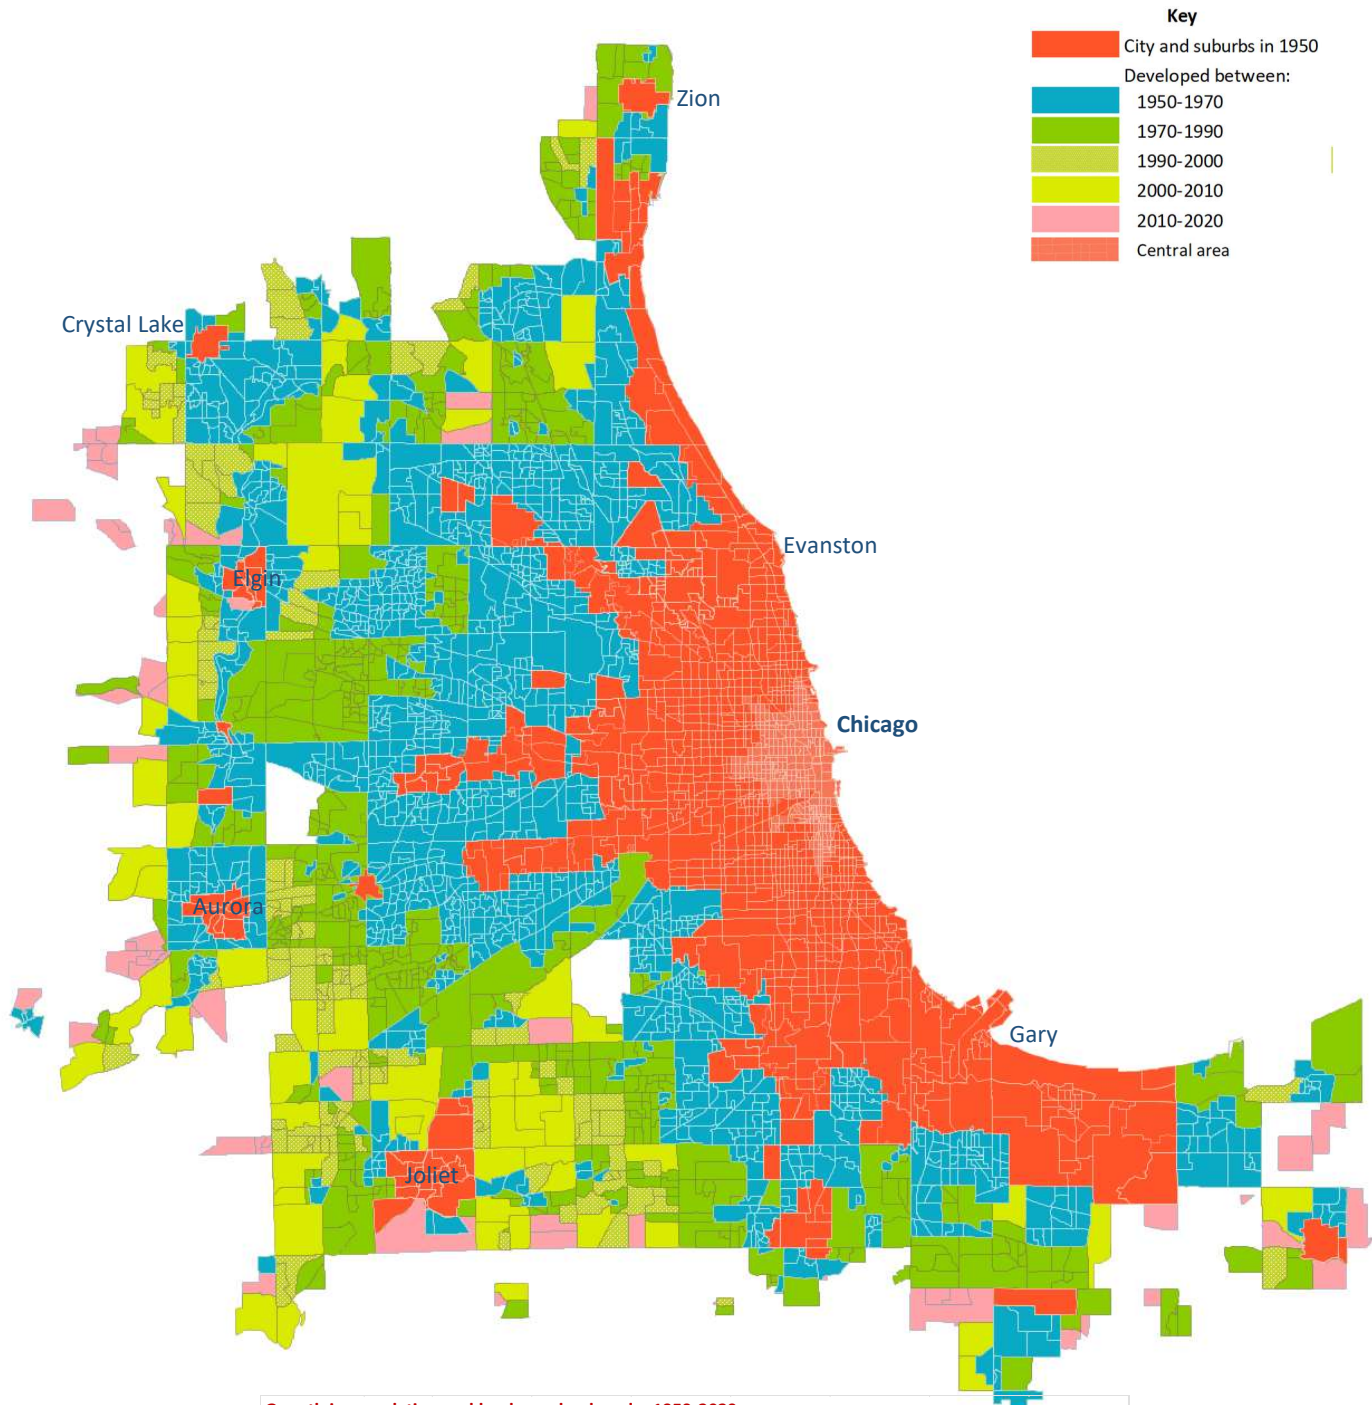 Key
City and suburbs in 1950
Developed between:
1950-1970
1970-1990
1990-2000
2000-2010
2010-2020
Central area
Zion
Crystal Lake
Evanston
Elgin
Chicago
Aurora
Gary
Joliet